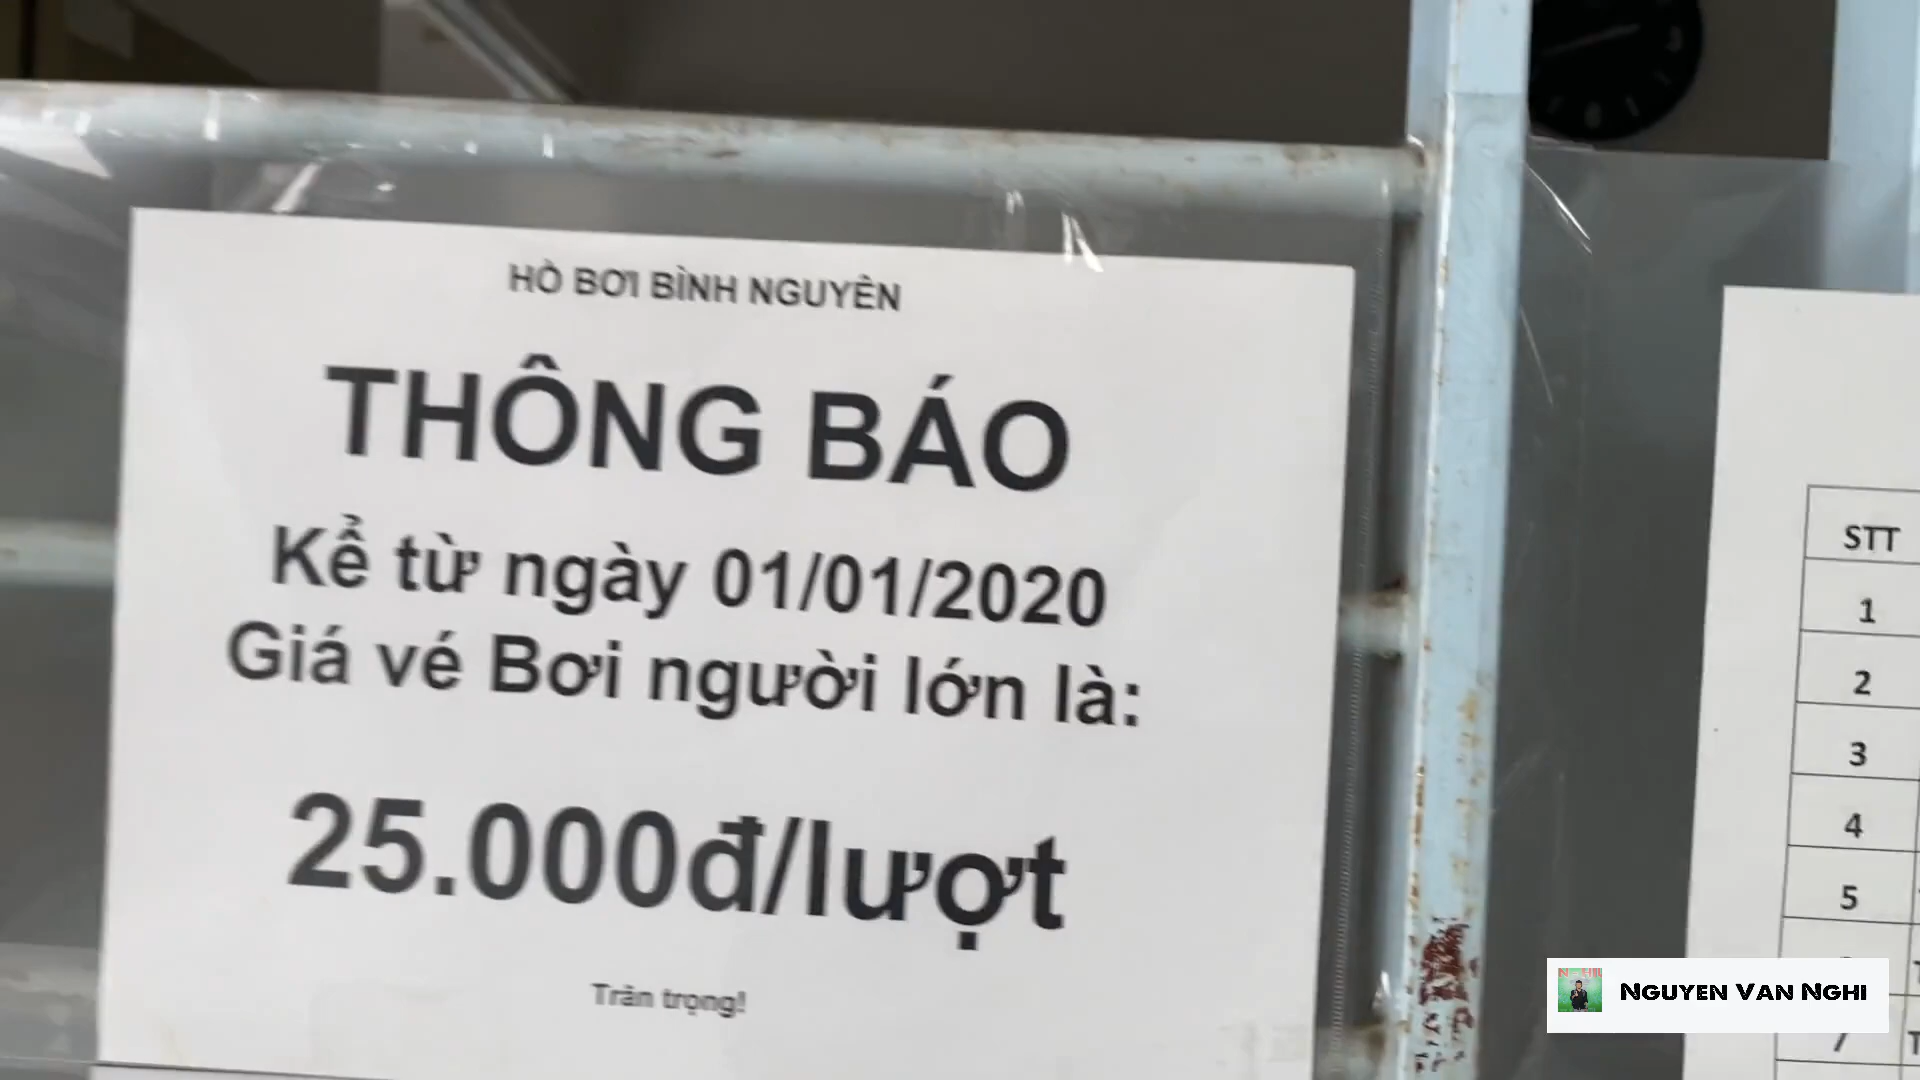 HỒ BƠI BÌNH NGUYÊN
THÔNG BÁO
Kể từ ngày 01/01/2020
Giá vé Bơi người lớn là:
25.000đ/lượt
Trân trọng!
STT
1
2
3
4
5
7
NGUYEN VAN NGHI